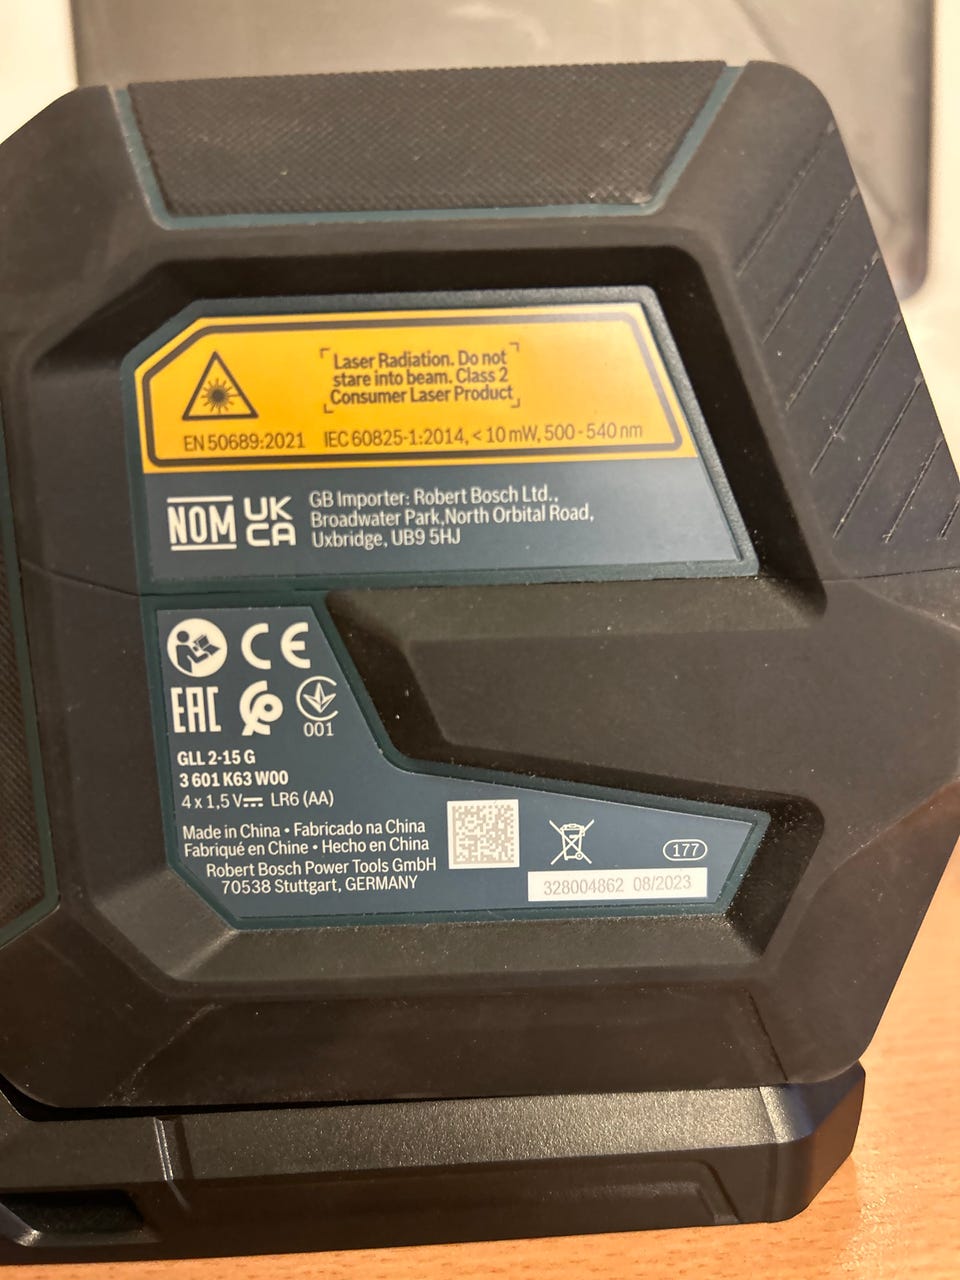 Laser Radiation. Do not
stare into beam. Class 2
Consumer Laser Product
EN 50689:2021 IEC 60825-1:2014, < 10 mW, 500 - 540 nm
NOM
UK
CA
GB Importer: Robert Bosch Ltd.,
Broadwater Park,North Orbital Road,
Uxbridge, UB9 5HJ
CE
EAC
001
GLL 2-15 G
3 601 K63 W00
4 x 1,5 V⎓ LR6 (AA)
Made in China • Fabricado na China
Fabriqué en Chine • Hecho en China
Robert Bosch Power Tools GmbH
70538 Stuttgart, GERMANY
177
328004862 08/2023